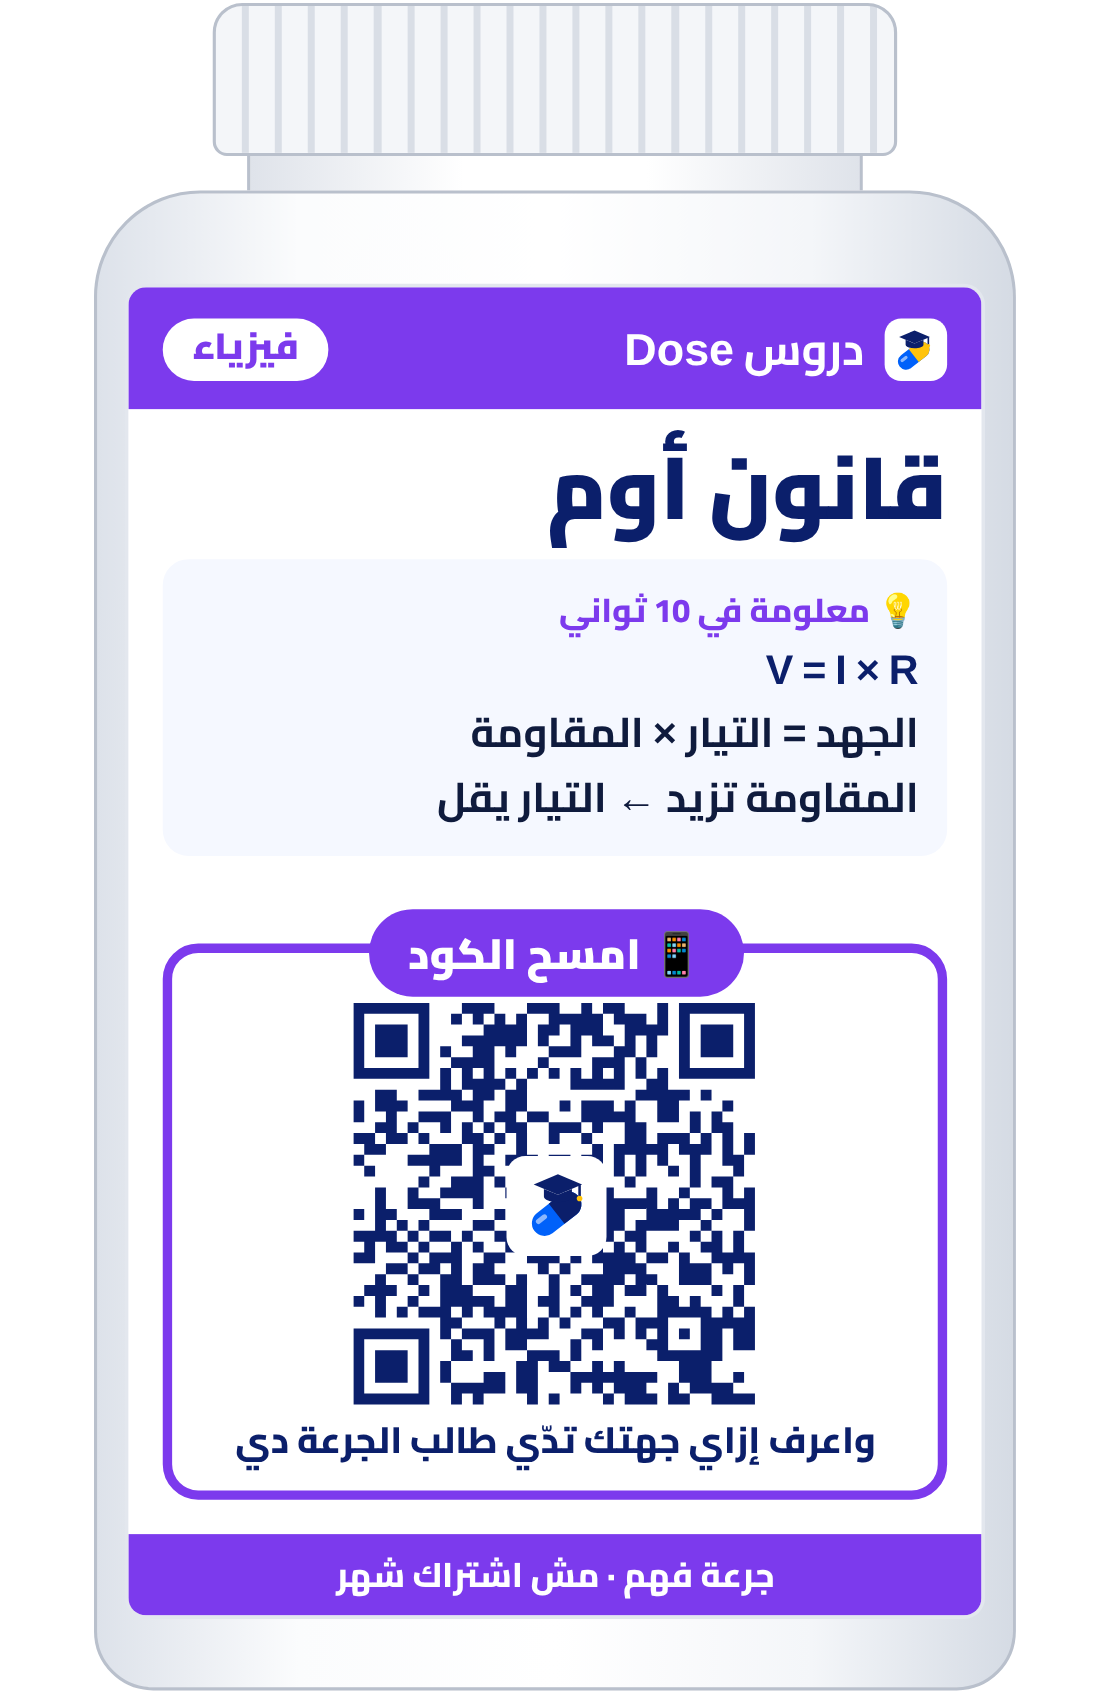 دروس Dose
فيزياء
قانون أوم
💡 معلومة في 10 ثواني
V = I × R
الجهد = التيار × المقاومة
المقاومة تزيد ← التيار يقل
📱 امسح الكود
واعرف إزاي جهتك تدّي طالب الجرعة دي
جرعة فهم · مش اشتراك شهر